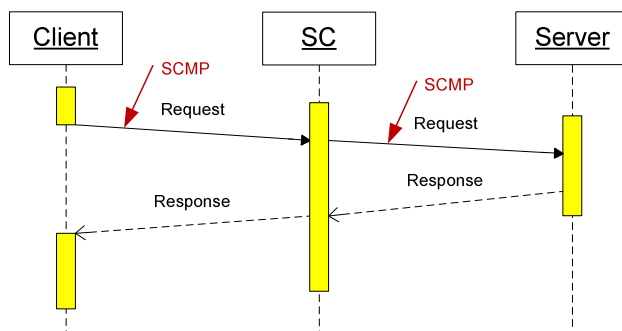 Client
SC
Server
SCMP
SCMP
Request
Request
Response
Response